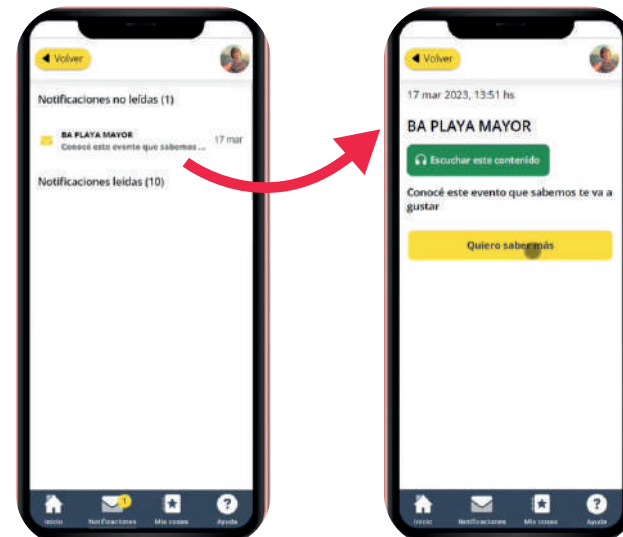 Volver
Notificaciones no leídas (1)
BA PLAYA MAYOR
17 mar
Conocé este evento que sabemos ...
Notificaciones leídas (10)
1
Inicio
Notificaciones
Mis cosas
Ayuda
Volver
17 mar 2023, 13:51 hs
BA PLAYA MAYOR
Escuchar este contenido
Conocé este evento que sabemos te va a
gustar
Quiero saber más
Inicio
Notificaciones
Mis cosas
Ayuda